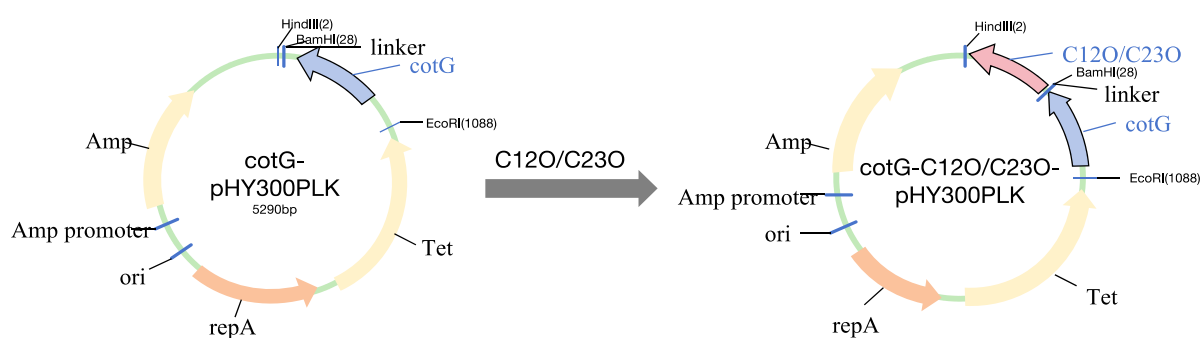 HindIII(2)
BamHI(28)
linker
cotG
EcoRI(1088)
Amp
cotG-
pHY300PLK
5290bp
Amp promoter
ori
repA
Tet
C12O/C23O
HindIII(2)
C12O/C23O
BamHI(28)
linker
cotG
EcoRI(1088)
Amp
cotG-C12O/C23O-
pHY300PLK
Amp promoter
ori
repA
Tet